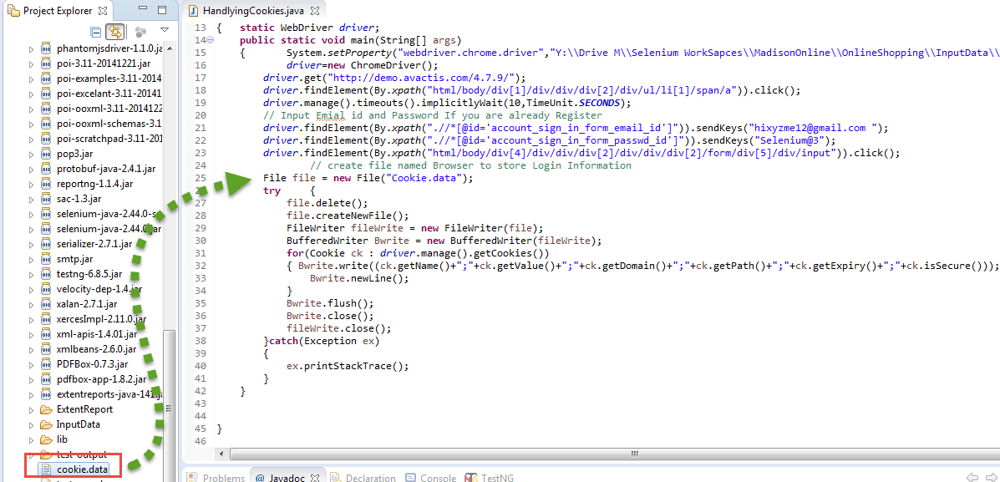 Project Explorer
phantomjsdriver-1.1.0.ja
poi-3.11-20141221.jar
poi-examples-3.11-2014
poi-excelant-3.11-20141
poi-ooxml-3.11-2014122
poi-ooxml-schemas-3.1
poi-scratchpad-3.11-201
pop3.jar
protobuf-java-2.4.1.jar
reportng-1.1.4.jar
sac-1.3.jar
selenium-java-2.44.0-s
selenium-java-2.44.0.jar
serializer-2.7.1.jar
smtp.jar
testng-6.8.5.jar
velocity-dep-1.4.jar
xalan-2.7.1.jar
xercesImpl-2.11.0.jar
xml-apis-1.4.01.jar
xmlbeans-2.6.0.jar
PDFBox-0.7.3.jar
pdfbox-app-1.8.2.jar
extentreports-java-141.j
ExtentReport
InputData
lib
test-output
cookie.data
HandlyingCookies.java
13 { static WebDriver driver;
14 public static void main(String[] args)
15 { System.setProperty("webdriver.chrome.driver","Y:\\Drive M\\Selenium WorkSapces\\MadisonOnline\\OnlineShopping\\InputData\\
16 driver=new ChromeDriver();
17 driver.get("http://demo.avactis.com/4.7.9/");
18 driver.findElement(By.xpath("html/body/div[1]/div/div/div[2]/div/ul/li[1]/span/a")).click();
19 driver.manage().timeouts().implicitlyWait(10,TimeUnit.SECONDS);
20 // Input Emial id and Password If you are already Register
21 driver.findElement(By.xpath(".//*[@id='account_sign_in_form_email_id']")).sendKeys("hixyzme12@gmail.com ");
22 driver.findElement(By.xpath(".//*[@id='account_sign_in_form_passwd_id']")).sendKeys("Selenium@3");
23 driver.findElement(By.xpath("html/body/div[4]/div/div/div[2]/div/div/div[2]/form/div[5]/div/input")).click();
24 // create file named Browser to store Login Information
25 File file = new File("Cookie.data");
try {
27 file.delete();
28 file.createNewFile();
29 FileWriter fileWrite = new FileWriter(file);
30 BufferedWriter Bwrite = new BufferedWriter(fileWrite);
31 for(Cookie ck : driver.manage().getCookies())
32 { Bwrite.write((ck.getName()+";"+ck.getValue()+";"+ck.getDomain()+";"+ck.getPath()+";"+ck.getExpiry()+";"+ck.isSecure()));
33 Bwrite.newLine();
34 }
35 Bwrite.flush();
36 Bwrite.close();
37 fileWrite.close();
38 }catch(Exception ex)
39 {
40 ex.printStackTrace();
41 }
42 }
43
44
45 }
46
Problems @ Javadoc Declaration Console TestNG